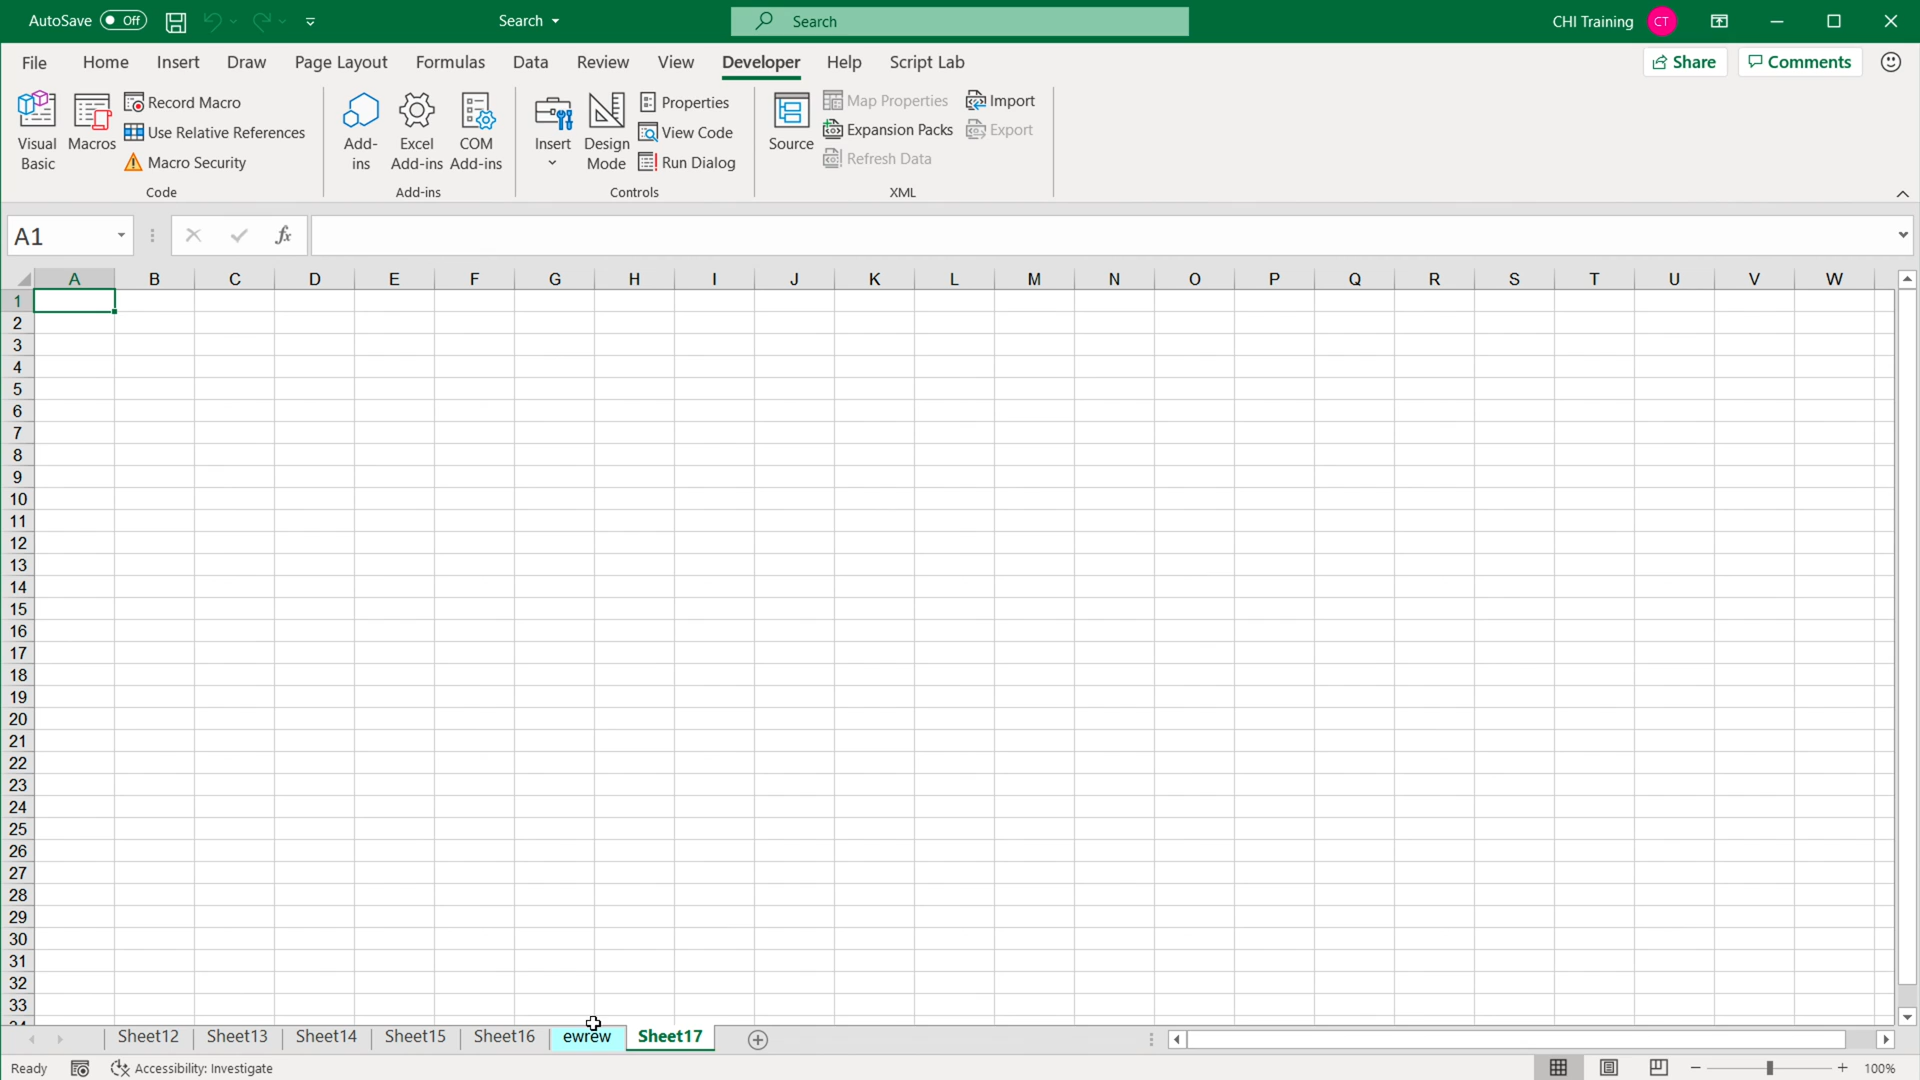 AutoSave Off Search Search CHI Training CT
File Home Insert Draw Page Layout Formulas Data Review View Developer Help Script Lab Share Comments
Visual Basic
Macros
Record Macro
Use Relative References
Macro Security
Code
Add-ins
Excel Add-ins
COM Add-ins
Add-ins
Insert
Design Mode
Properties
View Code
Run Dialog
Controls
Source
Map Properties
Expansion Packs
Refresh Data
Import
Export
XML
A1 fx
A B C D E F G H I J K L M N O P Q R S T U V W
1
2
3
4
5
6
7
8
9
10
11
12
13
14
15
16
17
18
19
20
21
22
23
24
25
26
27
28
29
30
31
32
33
34
Sheet12 Sheet13 Sheet14 Sheet15 Sheet16 ewrew Sheet17
Ready Accessibility: Investigate 100%